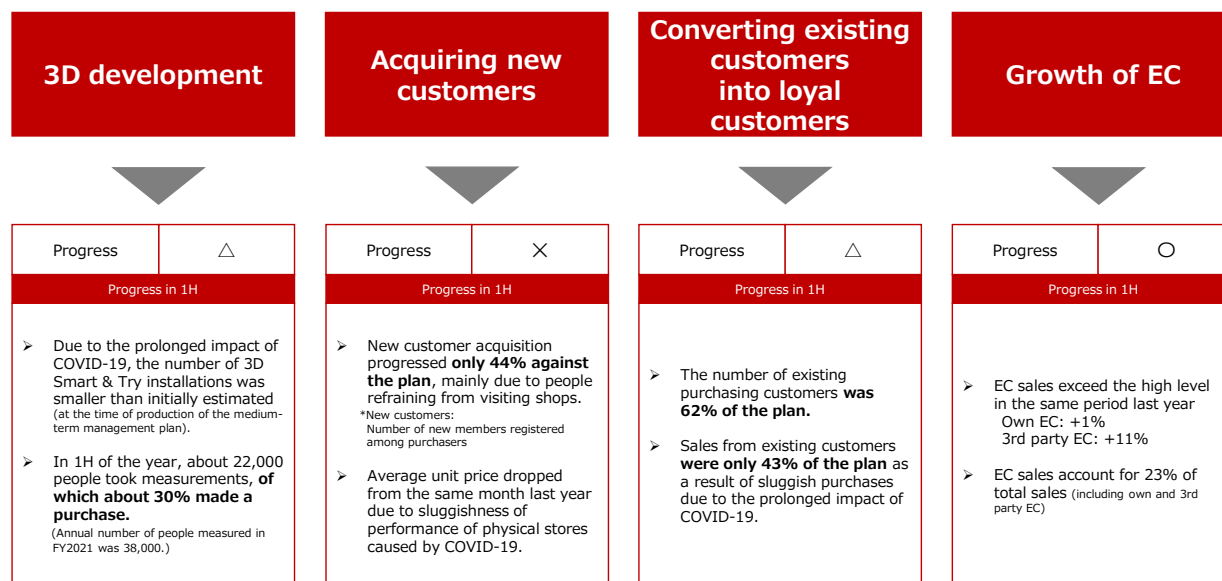 3D development
Progress
△
Progress in 1H
➢ Due to the prolonged impact of
COVID-19, the number of 3D
Smart & Try installations was
smaller than initially estimated
(at the time of production of the medium-
term management plan).
➢ In 1H of the year, about 22,000
people took measurements, of
which about 30% made a
purchase.
(Annual number of people measured in
FY2021 was 38,000.)
Acquiring new
customers
Progress
×
Progress in 1H
➢ New customer acquisition
progressed only 44% against
the plan, mainly due to people
refraining from visiting shops.
*New customers:
Number of new members registered
among purchasers
➢ Average unit price dropped
from the same month last year
due to sluggishness of
performance of physical stores
caused by COVID-19.
Converting existing
customers
into loyal
customers
Progress
△
Progress in 1H
➢ The number of existing
purchasing customers was
62% of the plan.
➢ Sales from existing customers
were only 43% of the plan as
a result of sluggish purchases
due to the prolonged impact of
COVID-19.
Growth of EC
Progress
○
Progress in 1H
➢ EC sales exceed the high level
in the same period last year
Own EC: +1%
3rd party EC: +11%
➢ EC sales account for 23% of
total sales (including own and 3rd
party EC)